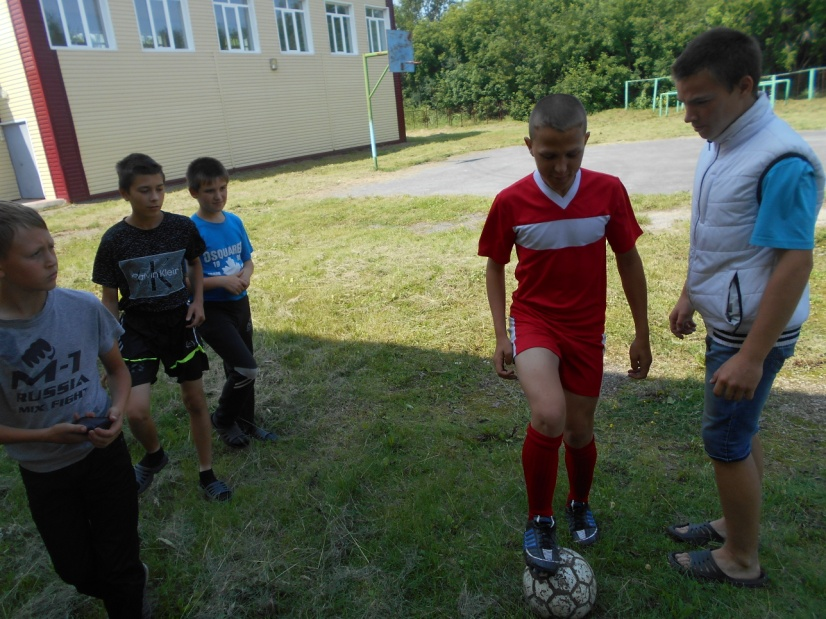 M-1
RUSSIA
MIX FIGHT
Calvin Klein
DSQUARED